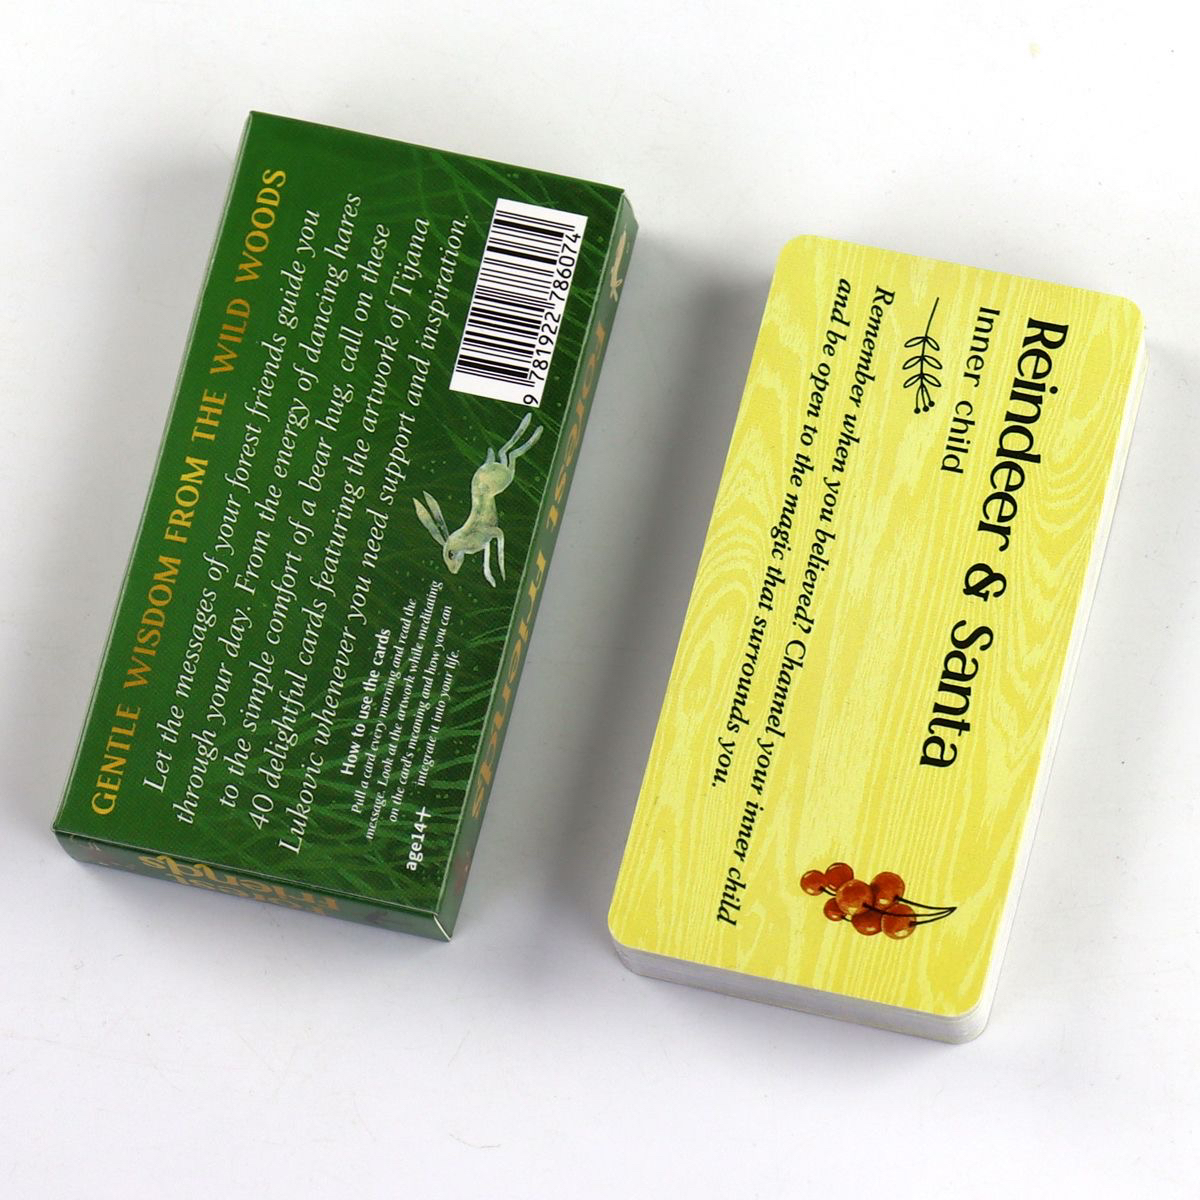 GENTLE WISDOM FROM THE WILD WOODS
Let the messages of your forest friends guide you
through your day. From the energy of dancing hares
to the simple comfort of a bear hug, call on these
40 delightful cards featuring the artwork of Tijana
Lukovic whenever you need support and inspiration.
How to use the cards
Pull a card every morning and read the
message. Look at the artwork while meditating
on the card's meaning and how you can
integrate it into your life.
age14+
9 781922 786074
Forest Friends
Forest
Friends
Reindeer & Santa
Inner child
Remember when you believed? Channel your inner child
and be open to the magic that surrounds you.